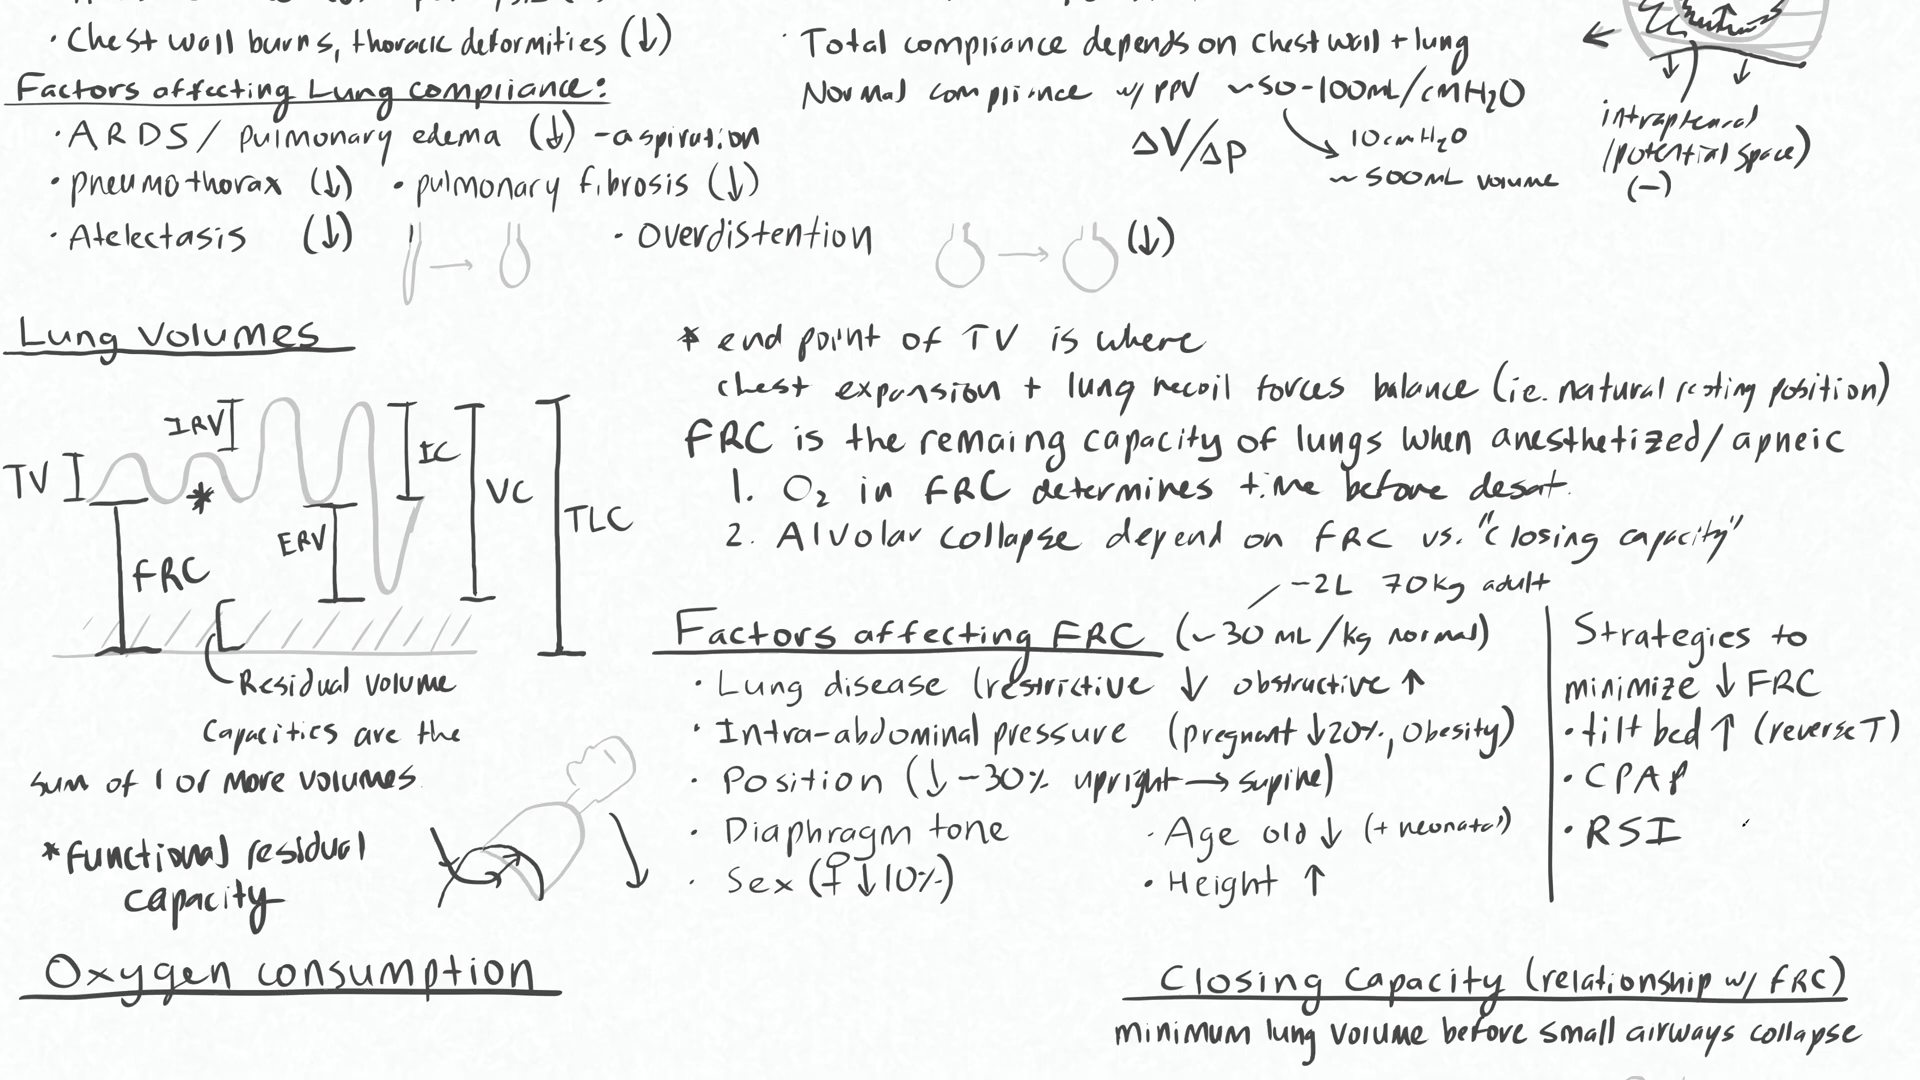 · Chest wall burns, thoracic deformities (↓)
Factors affecting Lung compliance:
· ARDS / pulmonary edema (↓) - aspiration
· pneumothorax (↓) · pulmonary fibrosis (↓)
· Atelectasis (↓) · Overdistention (↓)
· Total compliance depends on chest wall + lung
Normal compliance w/ PPV ~50-100mL/cmH2O
ΔV/ΔP
10cmH2O
~ 500mL volume
(potential space)
(-)
Lung Volumes
IRV
TV
IC
VC
TLC
*
ERV
FRC
Residual volume
Capacities are the
sum of 1 or more volumes
*functional residual
capacity
* end point of TV is where
chest expansion + lung recoil forces balance (ie. natural resting position)
FRC is the remaing capacity of lungs when anesthetized/apneic
1. O2 in FRC determines time before desat.
2. Alvolar collapse depend on FRC vs. "closing capacity"
~2L 70kg adult
Factors affecting FRC (~30 mL/kg normal)
· Lung disease (restrictive ↓ obstructive ↑
· Intra-abdominal pressure (pregnant ↓20%, Obesity)
· Position (↓ ~30% upright → supine)
· Diaphragm tone
· Sex (♀ ↓10%)
· Age old ↓ (+ neonatal)
· Height ↑
Strategies to
minimize ↓ FRC
· tilt bed ↑ (reverse T)
· CPAP
· RSI
Oxygen consumption
Closing Capacity (relationship w/ FRC)
minimum lung volume before small airways collapse